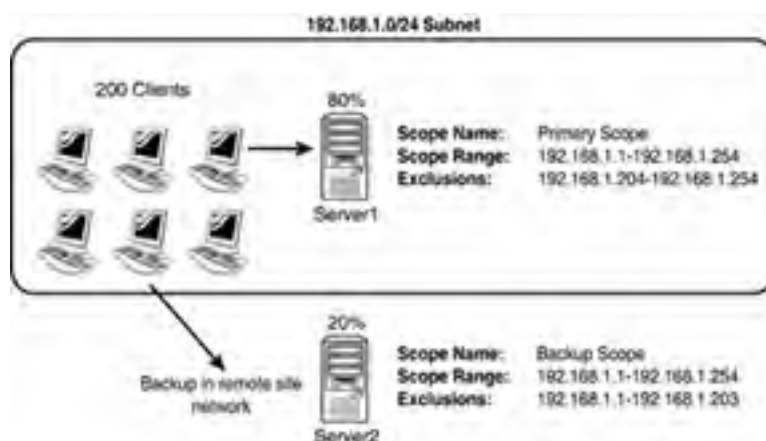 192.168.1.0/24 Subnet
200 Clients
80%
Server1
Scope Name: Primary Scope
Scope Range: 192.168.1.1-192.168.1.254
Exclusions: 192.168.1.204-192.168.1.254
Backup in remote site
network
20%
Server2
Scope Name: Backup Scope
Scope Range: 192.168.1.1-192.168.1.254
Exclusions: 192.168.1.1-192.168.1.203